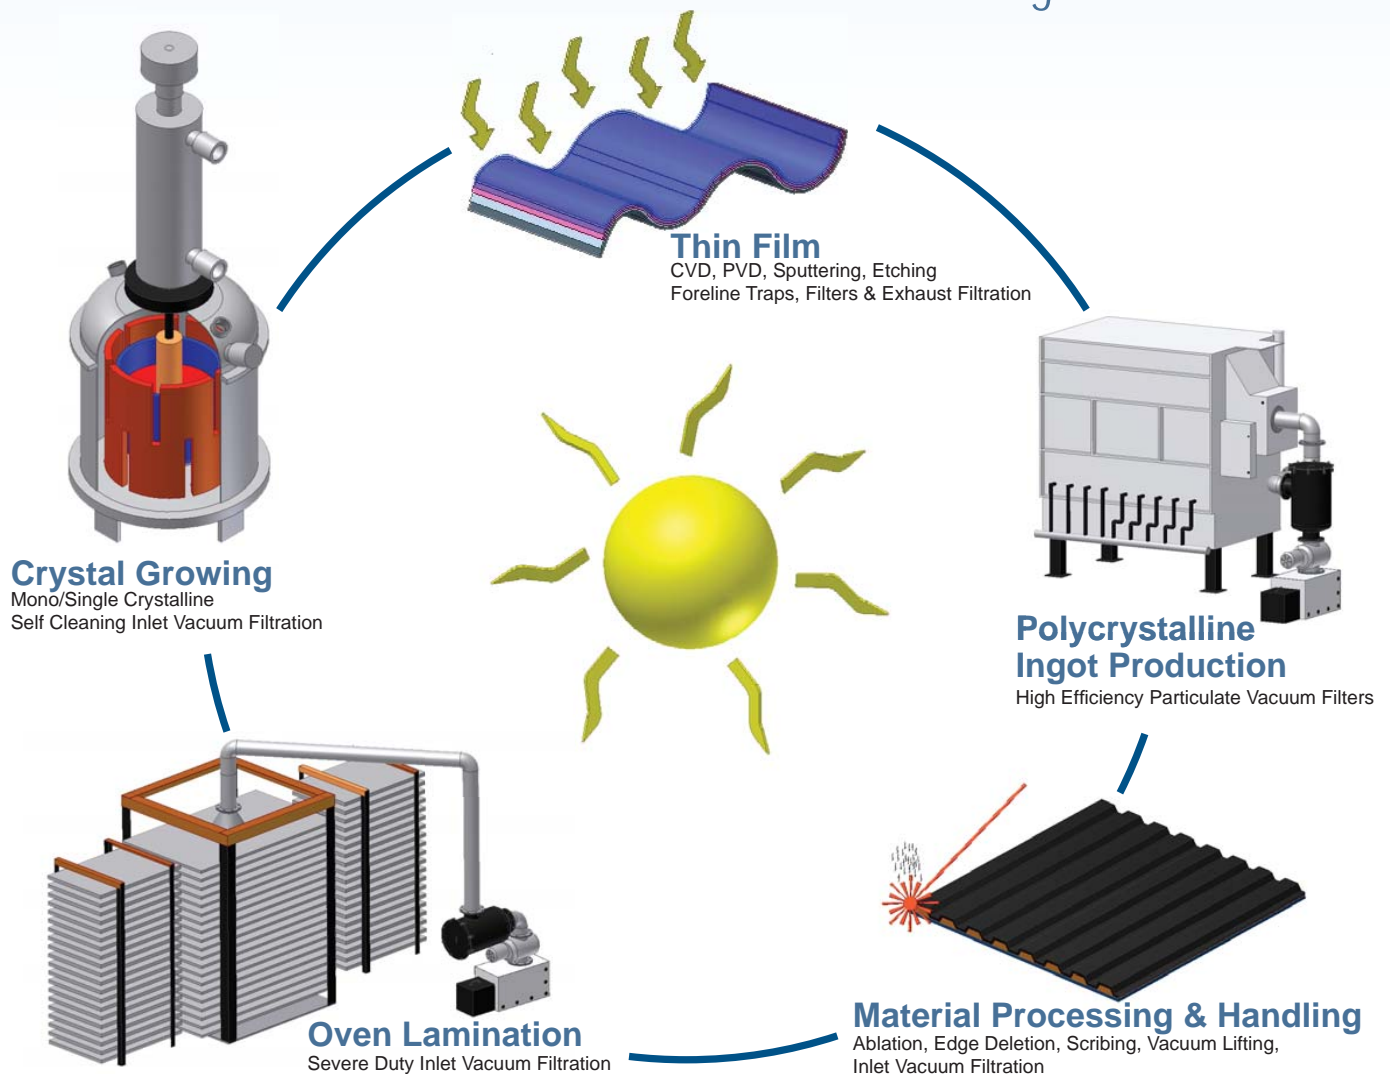 Thin Film
CVD, PVD, Sputtering, Etching
Foreline Traps, Filters & Exhaust Filtration
Crystal Growing
Mono/Single Crystalline
Self Cleaning Inlet Vacuum Filtration
Polycrystalline
Ingot Production
High Efficiency Particulate Vacuum Filters
Oven Lamination
Severe Duty Inlet Vacuum Filtration
Material Processing & Handling
Ablation, Edge Deletion, Scribing, Vacuum Lifting,
Inlet Vacuum Filtration